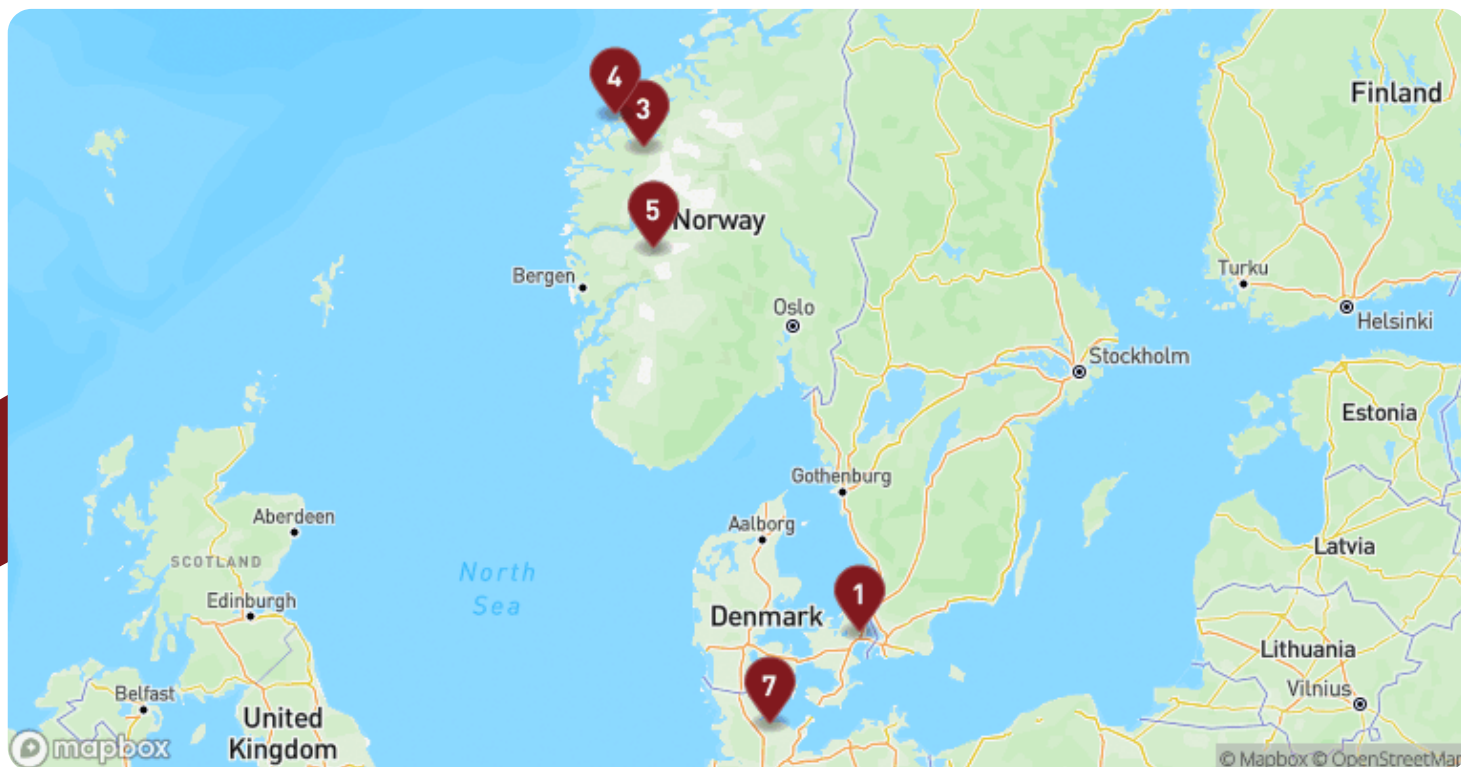 4
3
Finland
5
Norway
Bergen
Turku
Oslo
Helsinki
Stockholm
Estonia
Gothenburg
Aberdeen
Aalborg
SCOTLAND
Latvia
North
Sea
Edinburgh
1
Denmark
Lithuania
7
Belfast
Vilnius
United
Kingdom
mapbox
© Mapbox © OpenStreetMap